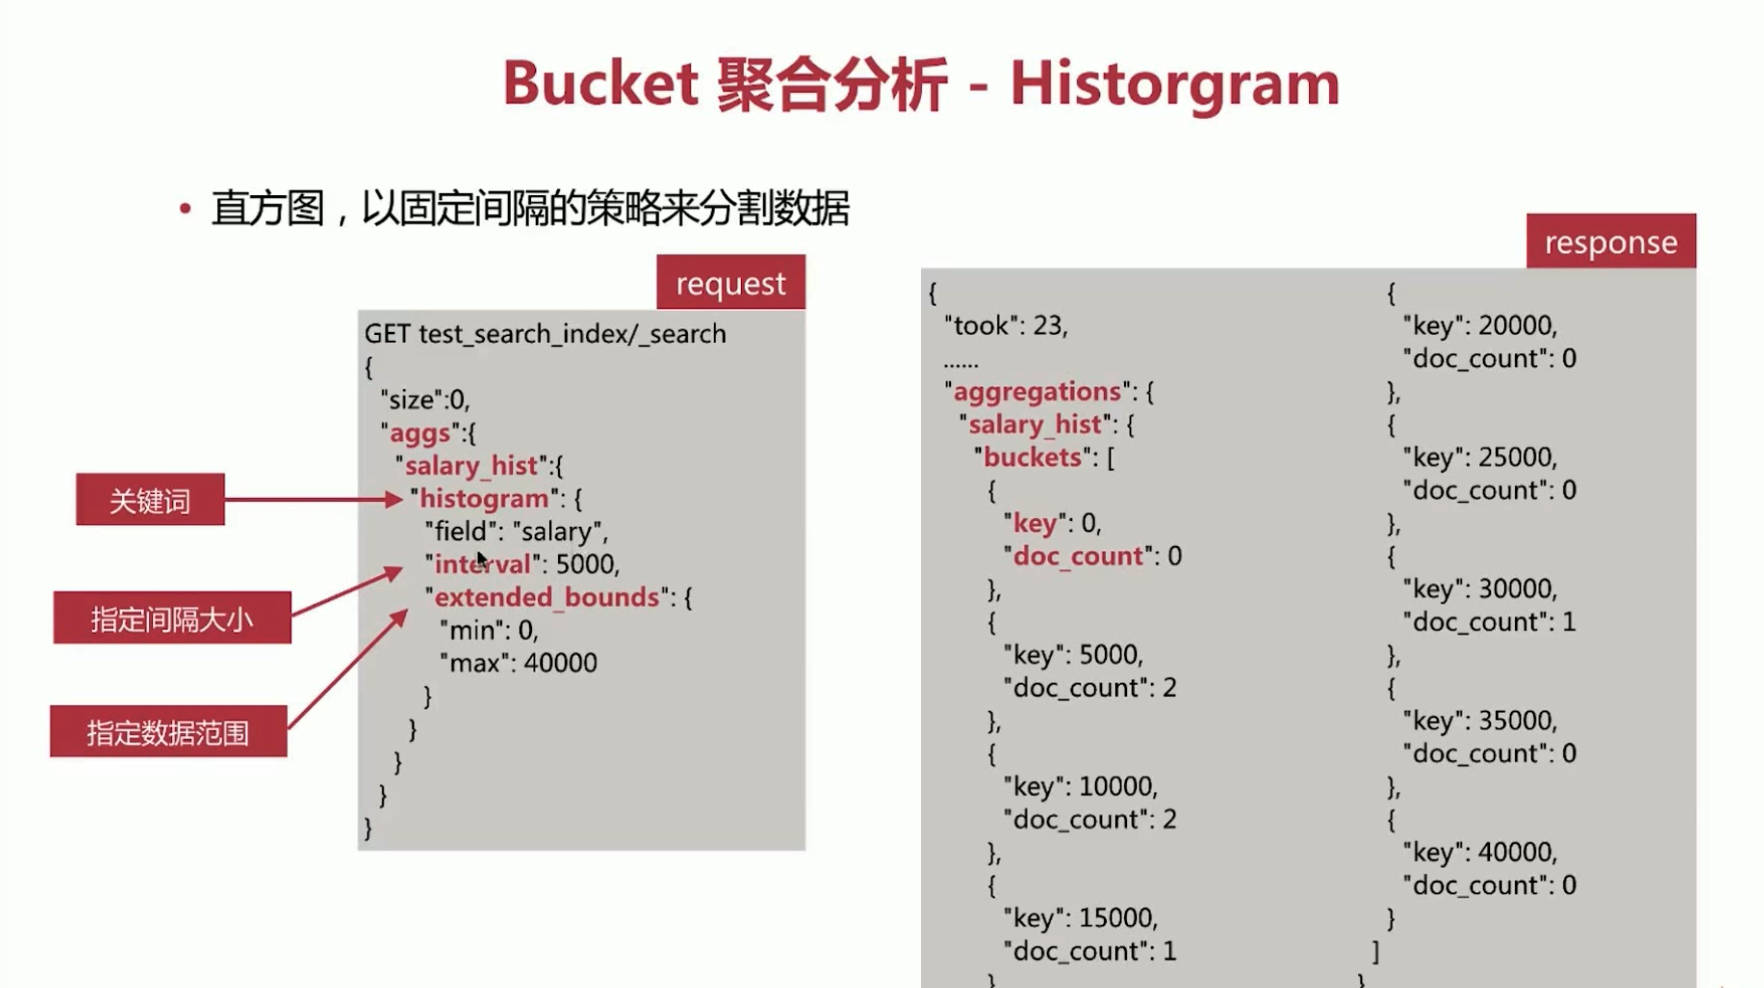 Bucket 聚合分析 - Historgram
• 直方图，以固定间隔的策略来分割数据
request
GET test_search_index/_search
{
"size":0,
"aggs":{
"salary_hist":{
"histogram": {
"field": "salary",
"interval": 5000,
"extended_bounds": {
"min": 0,
"max": 40000
}
}
}
}
}
关键词
指定间隔大小
指定数据范围
response
{
"took": 23,
......
"aggregations": {
"salary_hist": {
"buckets": [
{
"key": 0,
"doc_count": 0
},
{
"key": 5000,
"doc_count": 2
},
{
"key": 10000,
"doc_count": 2
},
{
"key": 15000,
"doc_count": 1
}
{
"key": 20000,
"doc_count": 0
},
{
"key": 25000,
"doc_count": 0
},
{
"key": 30000,
"doc_count": 1
},
{
"key": 35000,
"doc_count": 0
},
{
"key": 40000,
"doc_count": 0
}
]
}